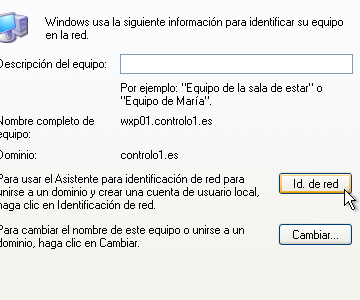 Windows usa la siguiente información para identificar su equipo
en la red.
Descripción del equipo:
Por ejemplo: "Equipo de la sala de estar" o
"Equipo de María".
Nombre completo de
equipo:
wxp01.controlo1.es
Dominio:
controlo1.es
Para usar el Asistente para identificación de red para
unirse a un dominio y crear una cuenta de usuario local,
haga clic en Identificación de red.
Id. de red
Para cambiar el nombre de este equipo o unirse a un
dominio, haga clic en Cambiar.
Cambiar...